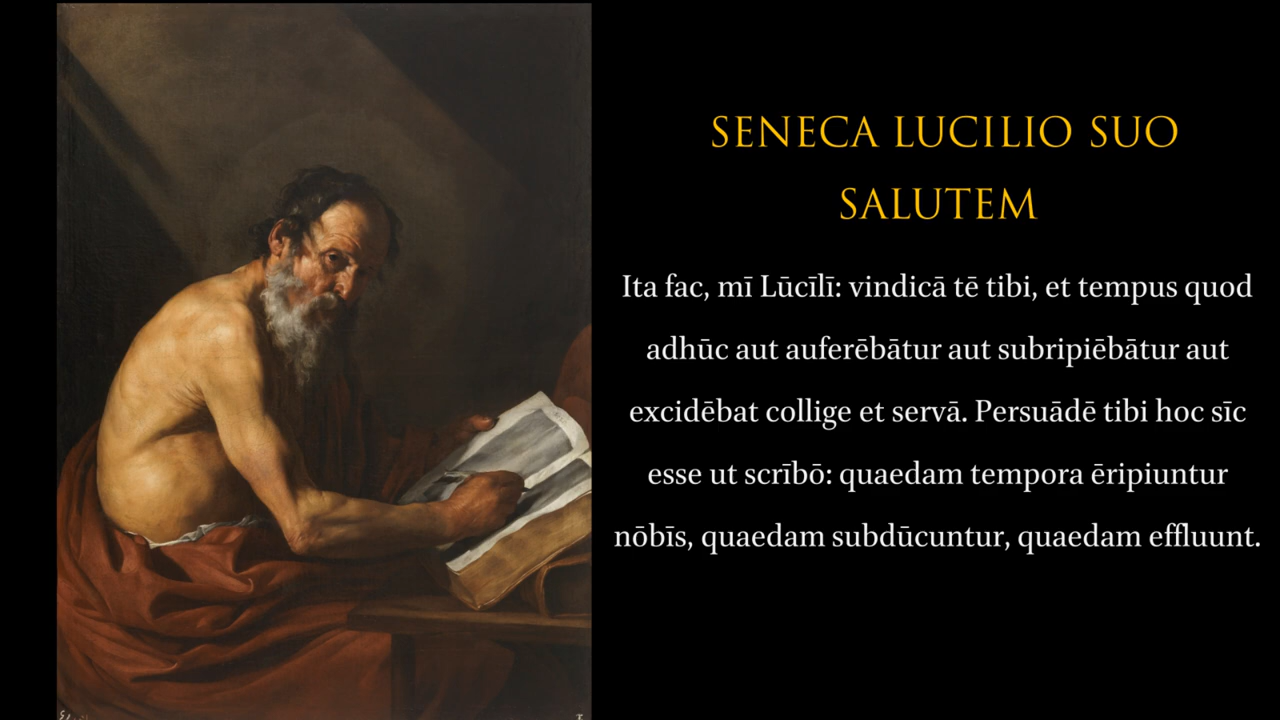 SENECA LUCILIO SUO
SALUTEM
Ita fac, mī Lūcīlī: vindicā tē tibi, et tempus quod
adhūc aut auferēbātur aut subripiēbātur aut
excidēbat collige et servā. Persuādē tibi hoc sīc
esse ut scrībō: quaedam tempora ēripiuntur
nōbīs, quaedam subdūcuntur, quaedam effluunt.